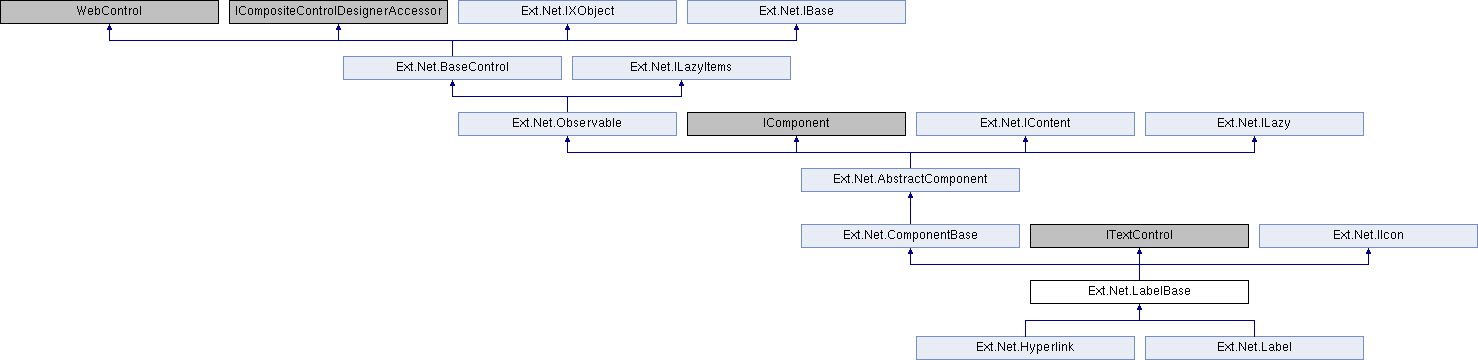 WebControl
ICompositeControlDesignerAccessor
Ext.Net.IXObject
Ext.Net.IBase
Ext.Net.BaseControl
Ext.Net.ILazyItems
Ext.Net.Observable
IComponent
Ext.Net.IContent
Ext.Net.ILazy
Ext.Net.AbstractComponent
Ext.Net.ComponentBase
ITextControl
Ext.Net.IIcon
Ext.Net.LabelBase
Ext.Net.Hyperlink
Ext.Net.Label